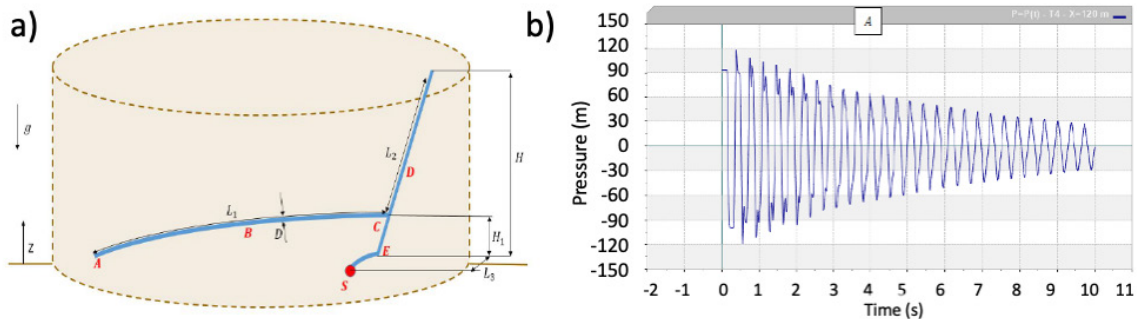 a)
g
z
L₁
B
D
A
C
L₂
D
H
H₁
E
L₃
S
b)
A
P=P(t) - T4 - X=120 m
150
120
90
60
30
0
-30
-60
-90
-120
-150
Pressure (m)
-2 -1 0 1 2 3 4 5 6 7 8 9 10 11
Time (s)